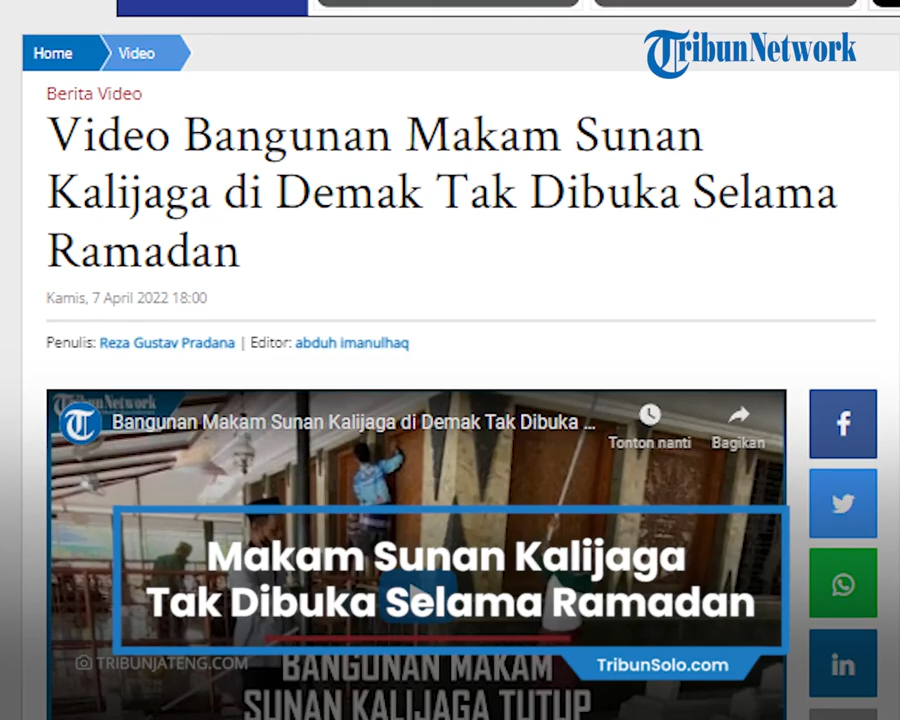 TribunNetwork
Home
Video
Berita Video
Video Bangunan Makam Sunan
Kalijaga di Demak Tak Dibuka Selama
Ramadan
Kamis, 7 April 2022 18:00
Penulis: Reza Gustav Pradana | Editor: abduh imanulhaq
TribunNetwork
Bangunan Makam Sunan Kalijaga di Demak Tak Dibuka ...
Tonton nanti
Bagikan
Makam Sunan Kalijaga
Tak Dibuka Selama Ramadan
TRIBUNJATENG.COM
BANGUNAN MAKAM
TribunSolo.com
SUNAN KALIJAGA TUTUP